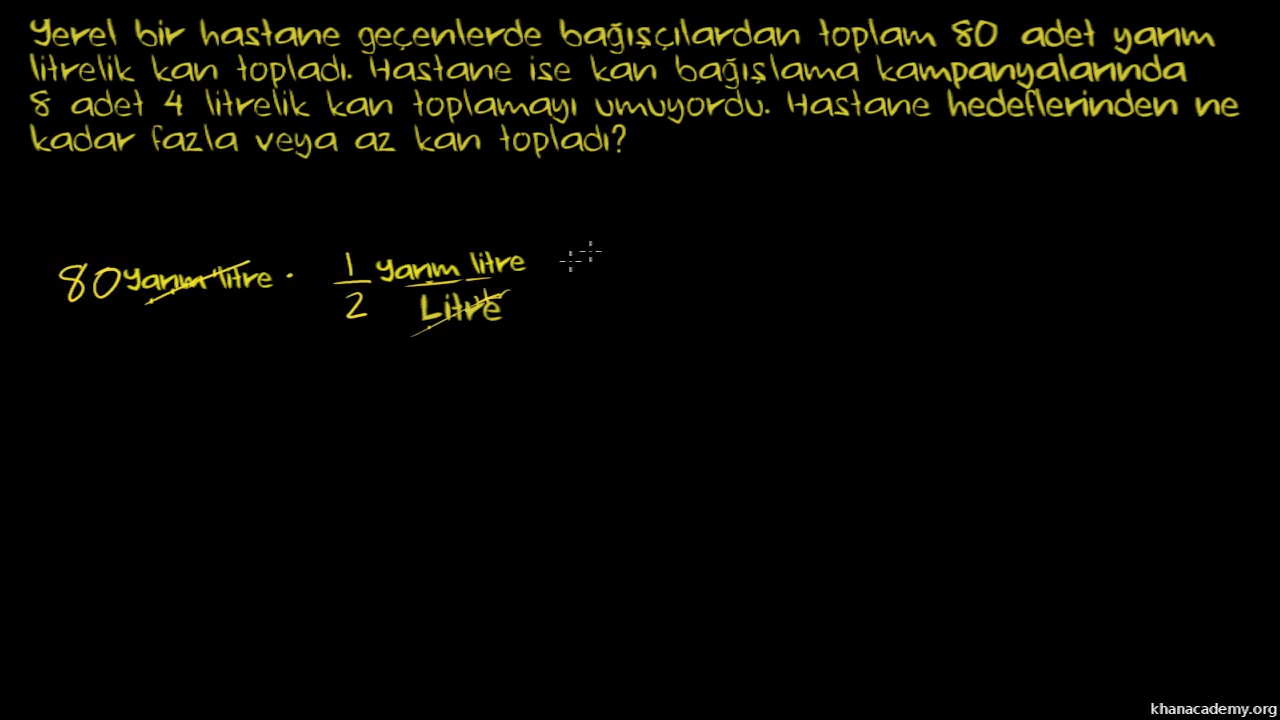 Yerel bir hastane geçenlerde bağışçılardan toplam 80 adet yarım
litrelik kan topladı. Hastane ise kan bağışlama kampanyalarında
8 adet 4 litrelik kan toplamayı umuyordu. Hastane hedeflerinden ne
kadar fazla veya az kan topladı?
80 yarım litre · 1/2 yarım litre / Litre
khanacademy.org